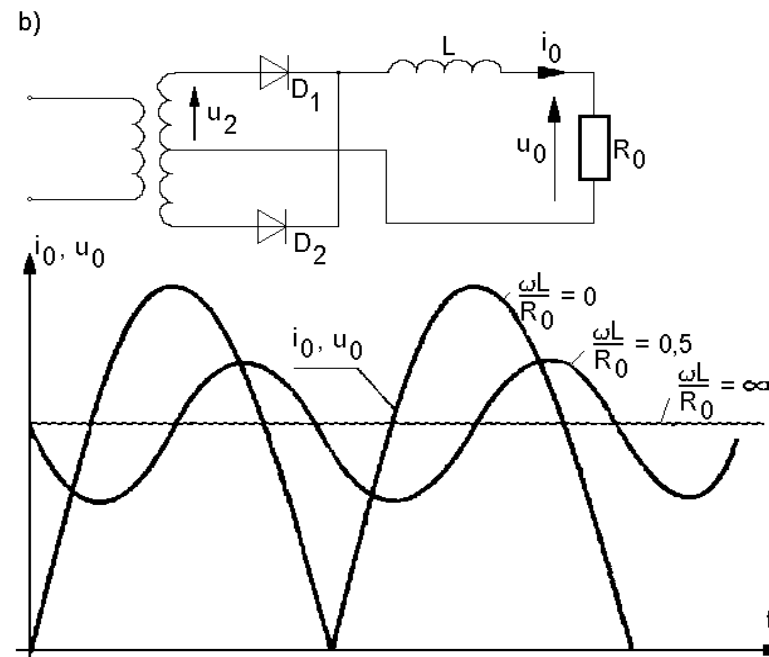 b)
L
i0
D1
u2
u0
R0
D2
i0, u0
ωL/R0 = 0
i0, u0
ωL/R0 = 0,5
ωL/R0 = ∞
t